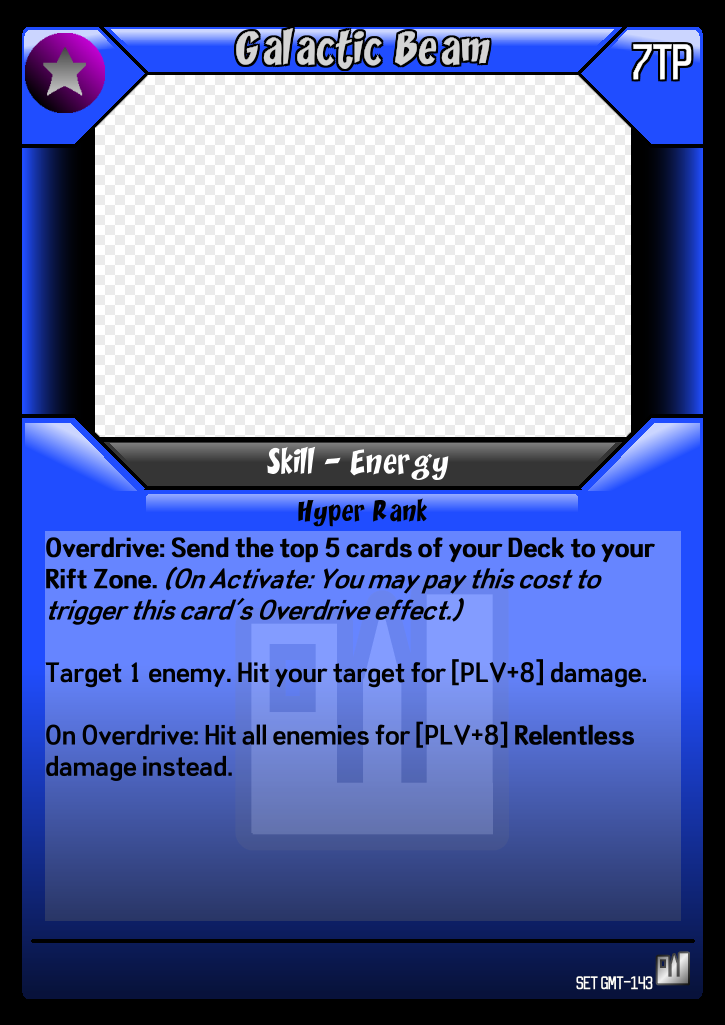 Galactic Beam
7TP
Skill - Energy
Hyper Rank
Overdrive: Send the top 5 cards of your Deck to your
Rift Zone. (On Activate: You may pay this cost to
trigger this card's Overdrive effect.)
Target 1 enemy. Hit your target for [PLV+8] damage.
On Overdrive: Hit all enemies for [PLV+8] Relentless
damage instead.
SET GMT-143